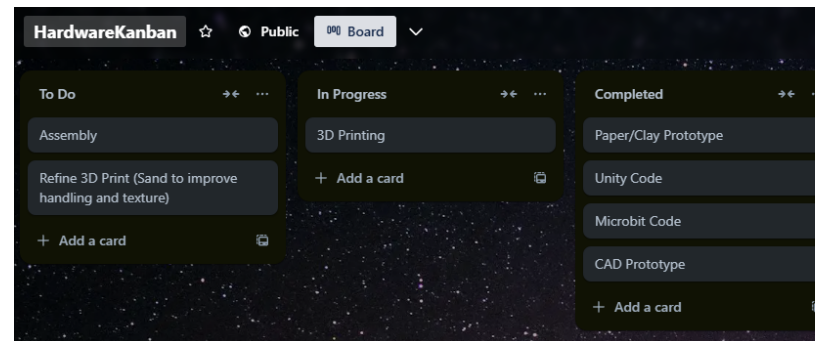 HardwareKanban Public Board
To Do
Assembly
Refine 3D Print (Sand to improve
handling and texture)
+ Add a card
In Progress
3D Printing
+ Add a card
Completed
Paper/Clay Prototype
Unity Code
Microbit Code
CAD Prototype
+ Add a card